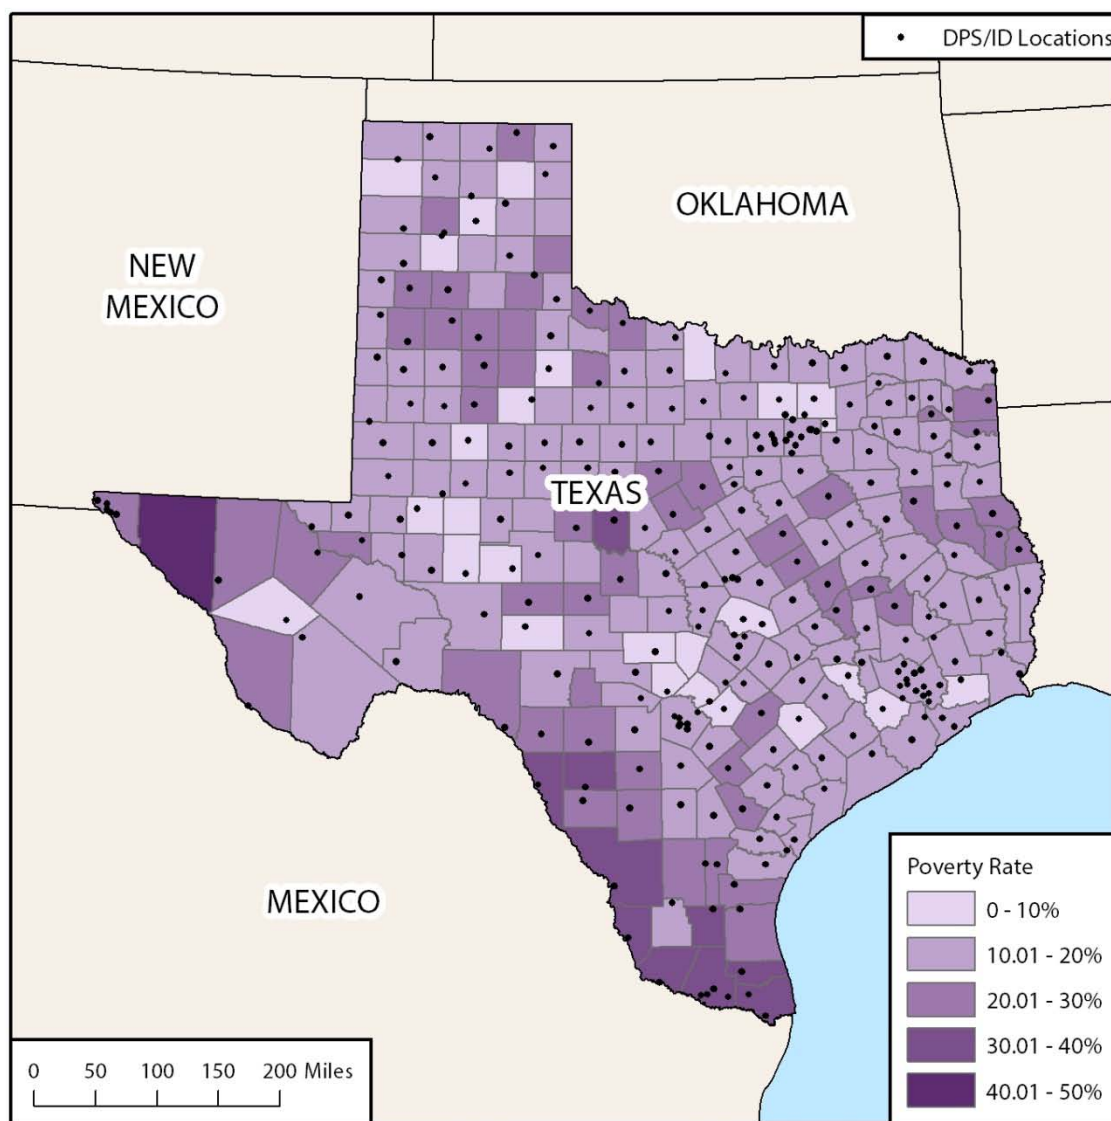 DPS/ID Locations
OKLAHOMA
NEW
MEXICO
TEXAS
MEXICO
Poverty Rate
0 - 10%
10.01 - 20%
20.01 - 30%
30.01 - 40%
40.01 - 50%
0 50 100 150 200 Miles